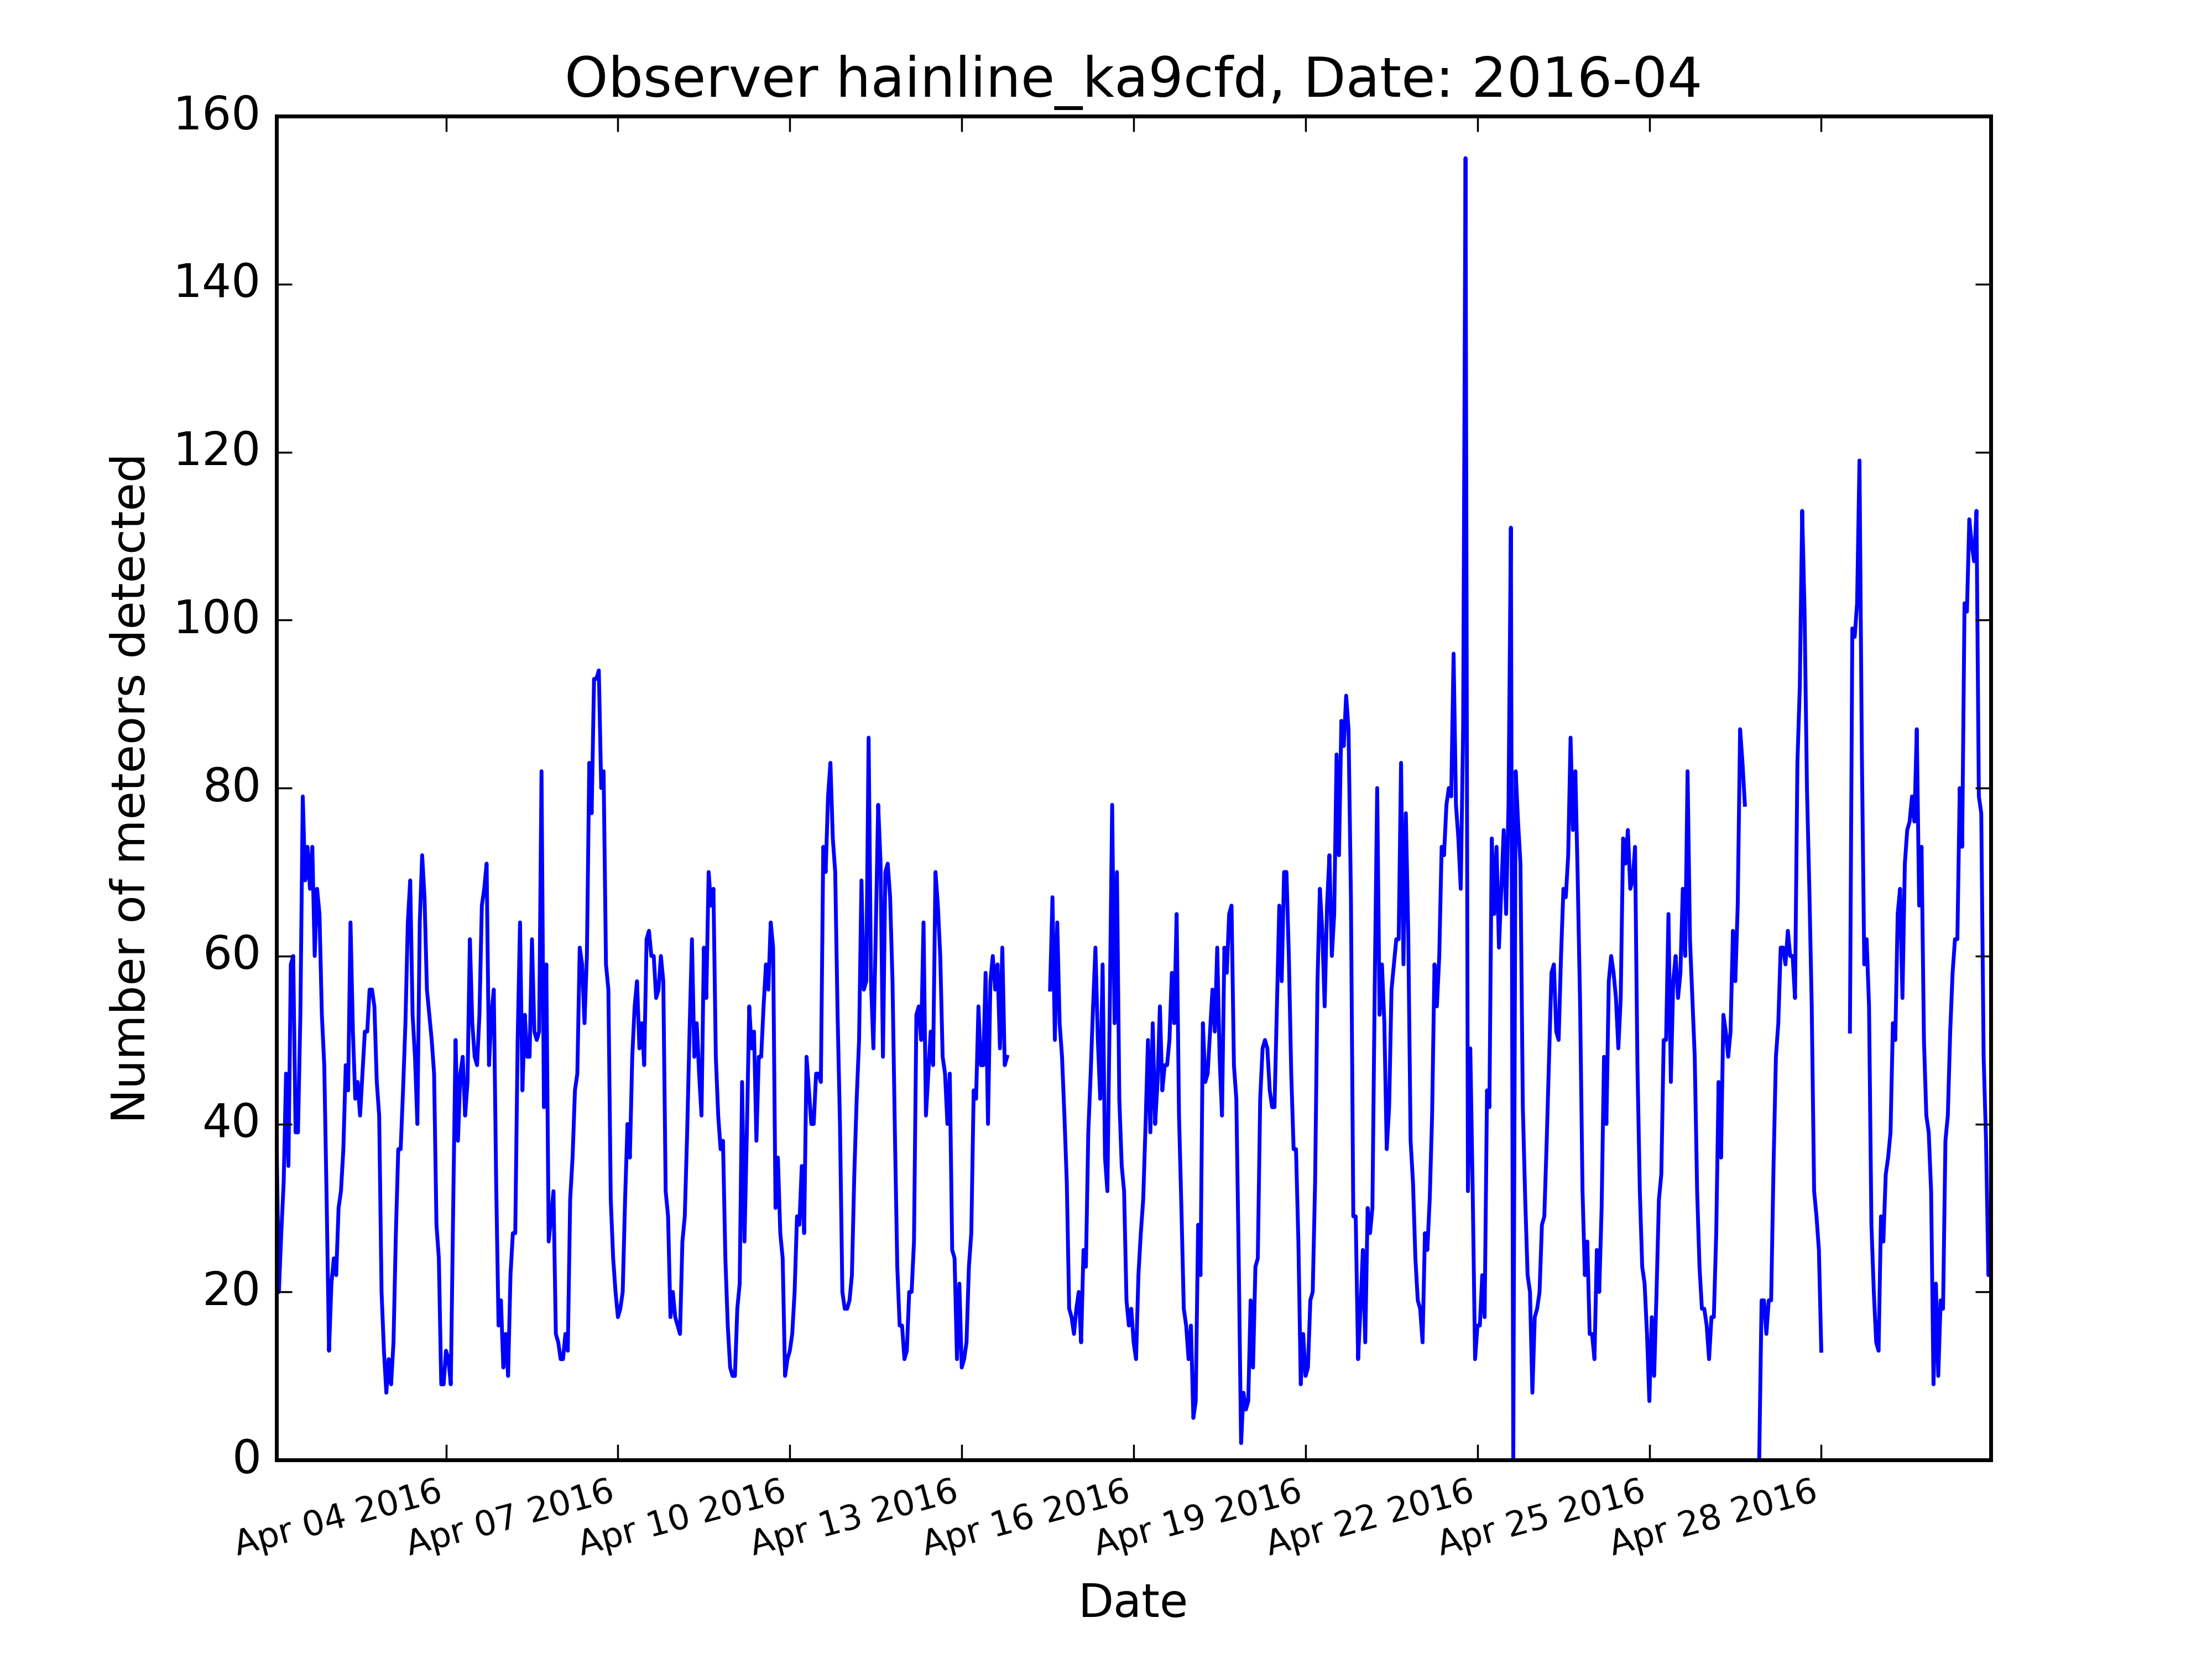 Observer hainline_ka9cfd, Date: 2016-04
160
140
120
100
80
60
40
20
0
Number of meteors detected
Apr 04 2016
Apr 07 2016
Apr 10 2016
Apr 13 2016
Apr 16 2016
Apr 19 2016
Apr 22 2016
Apr 25 2016
Apr 28 2016
Date